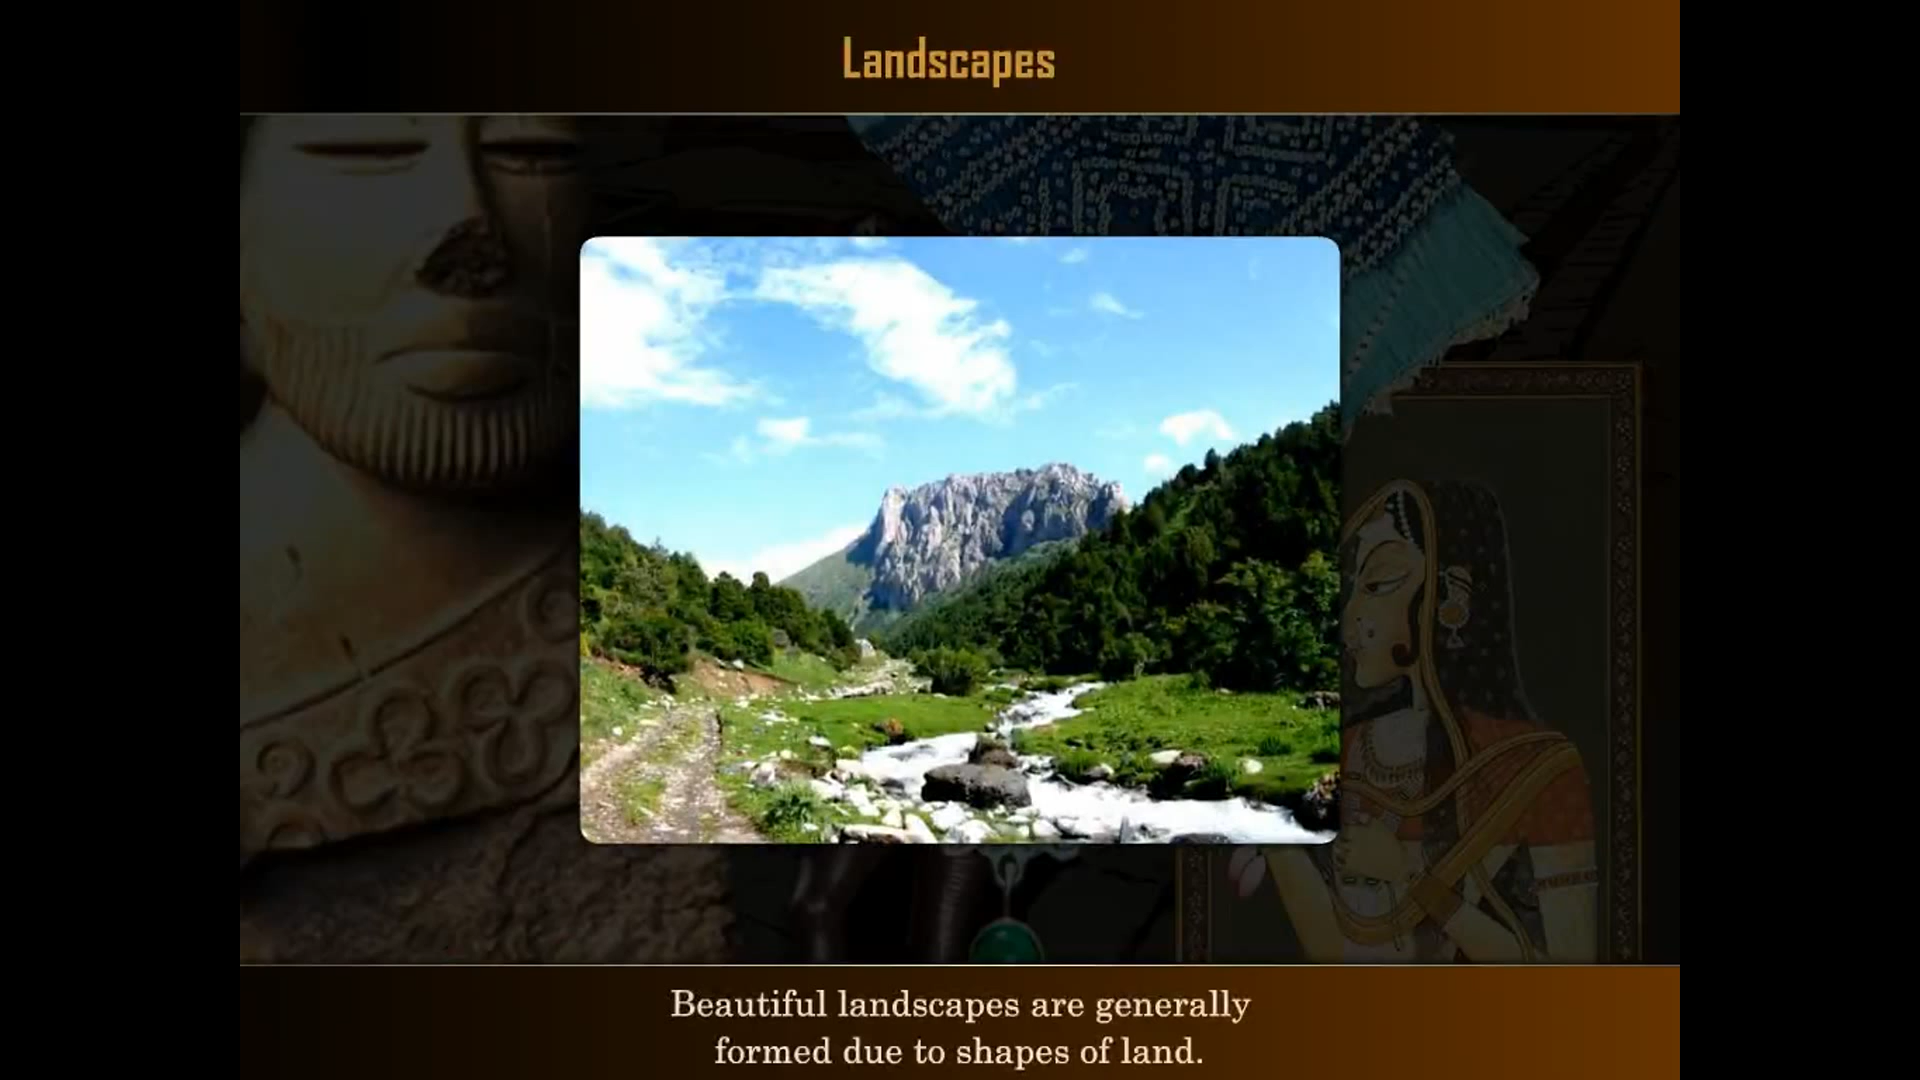 Landscapes
Beautiful landscapes are generally
formed due to shapes of land.